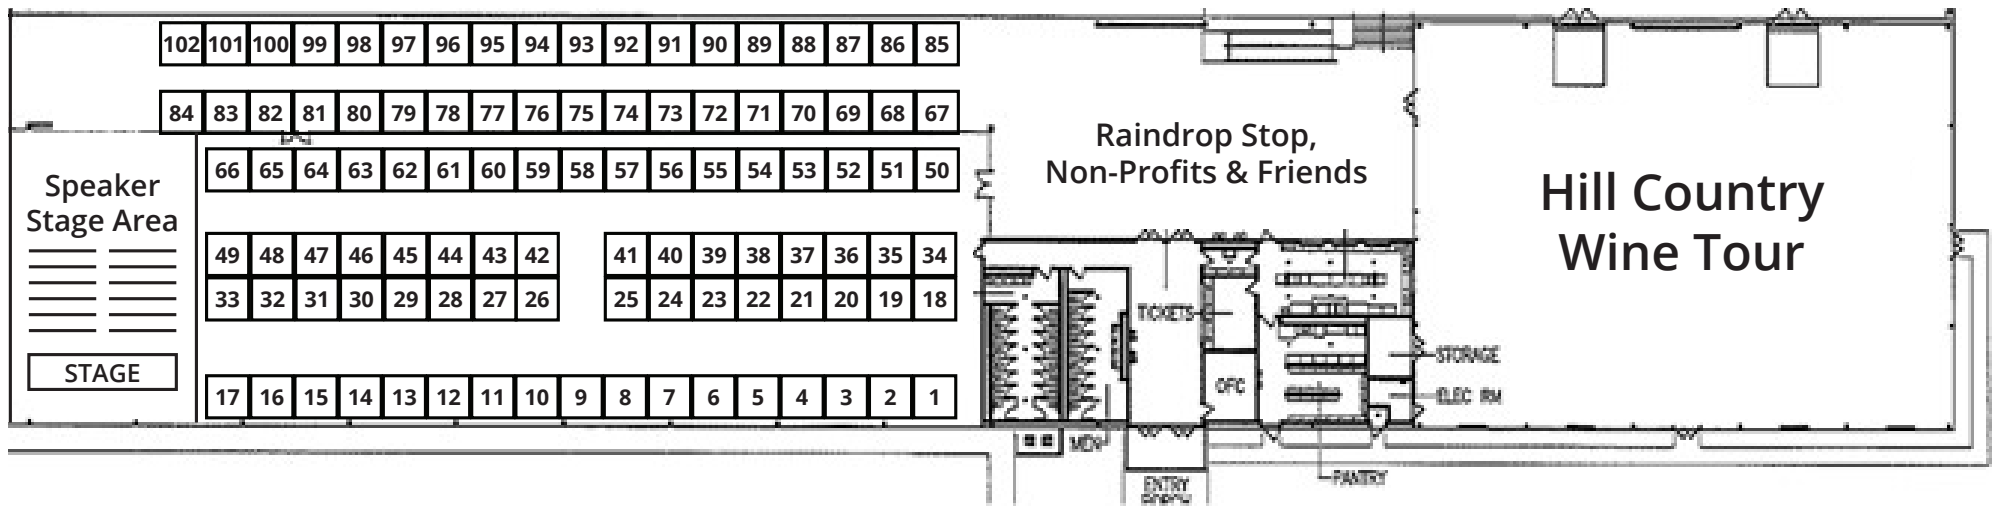 102 101 100 99 98 97 96 95 94 93 92 91 90 89 88 87 86 85
84 83 82 81 80 79 78 77 76 75 74 73 72 71 70 69 68 67
66 65 64 63 62 61 60 59 58 57 56 55 54 53 52 51 50
49 48 47 46 45 44 43 42 41 40 39 38 37 36 35 34
33 32 31 30 29 28 27 26 25 24 23 22 21 20 19 18
17 16 15 14 13 12 11 10 9 8 7 6 5 4 3 2 1
Speaker
Stage Area
STAGE
Raindrop Stop,
Non-Profits & Friends
Hill Country
Wine Tour
TICKETS
STORAGE
OFC
ELEC RM
MEN
PANTRY
ENTRY
PORCH